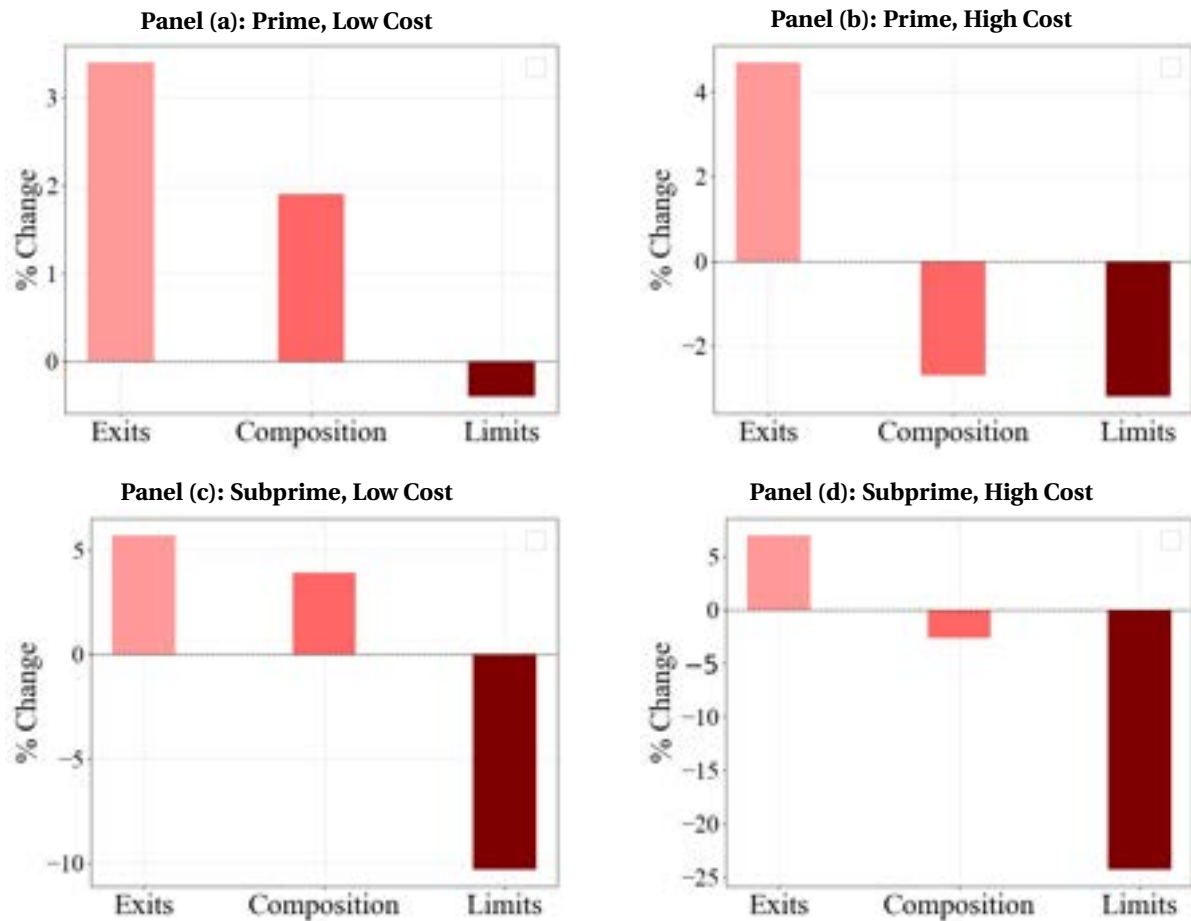 Panel (a): Prime, Low Cost
% Change
3
2
1
0
Exits Composition Limits
Panel (b): Prime, High Cost
% Change
4
2
0
−2
Exits Composition Limits
Panel (c): Subprime, Low Cost
% Change
5
0
−5
−10
Exits Composition Limits
Panel (d): Subprime, High Cost
% Change
5
0
−5
−10
−15
−20
−25
Exits Composition Limits